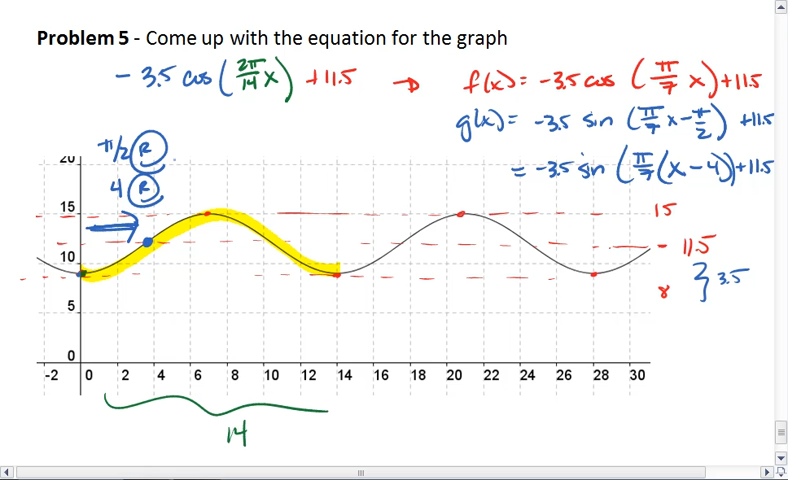 Problem 5 - Come up with the equation for the graph
- 3.5 cos ( 2π/14 x ) + 11.5 → f(x) = -3.5 cos ( π/7 x ) + 11.5
g(x) = -3.5 sin ( π/7 x - π/2 ) + 11.5
= -3.5 sin ( π/7 ( x - 4 ) ) + 11.5
π/2 R
4 R
20
15
10
5
0
15
- 11.5
8
} 3.5
-2 0 2 4 6 8 10 12 14 16 18 20 22 24 26 28 30
14